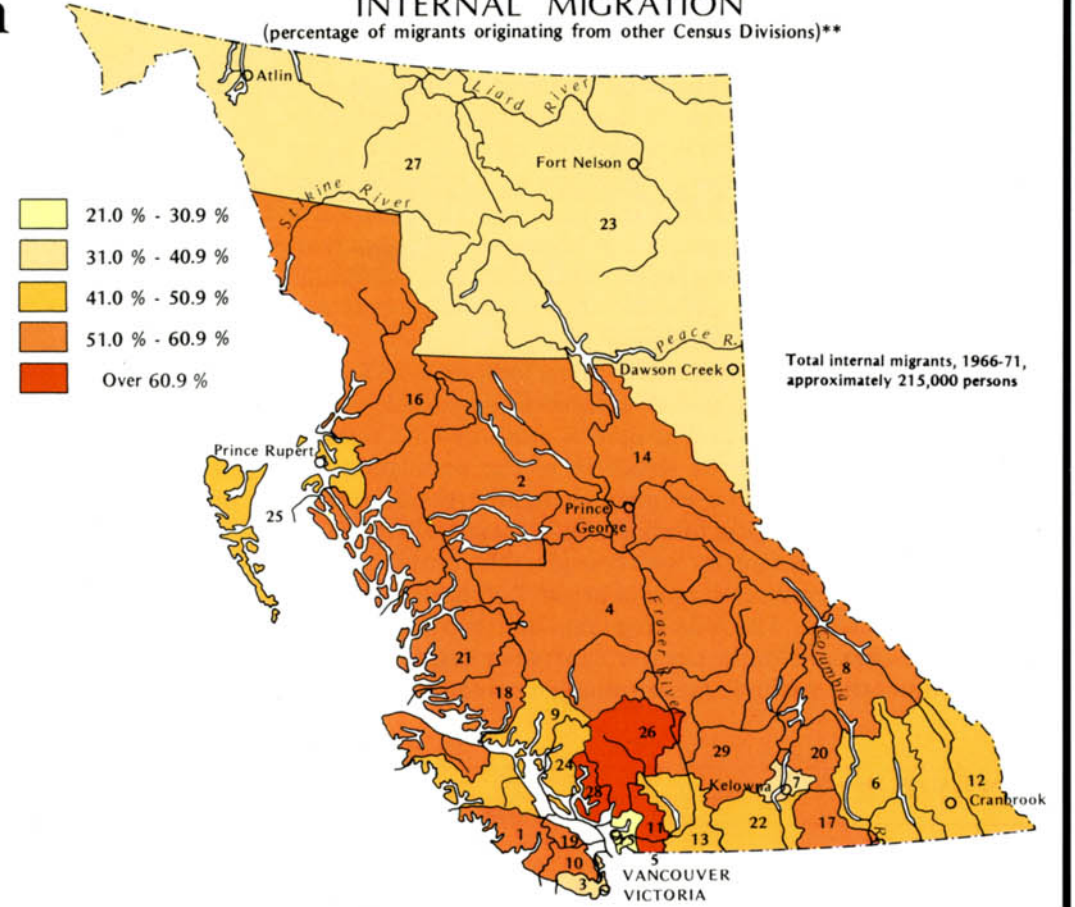 INTERNAL MIGRATION
(percentage of migrants originating from other Census Divisions)**
Atlin
Liard River
27
Fort Nelson
Stikine River
23
21.0 % - 30.9 %
31.0 % - 40.9 %
41.0 % - 50.9 %
51.0 % - 60.9 %
Over 60.9 %
Peace R.
Dawson Creek
Total internal migrants, 1966-71,
approximately 215,000 persons
16
Prince Rupert
14
2
25
Prince
George
4
Fraser River
Columbia
21
8
18
9
26
29
20
24
Kelowna
7
6
12
28
Cranbrook
22
17
R.
11
13
1
19
10
5
3
VANCOUVER
VICTORIA